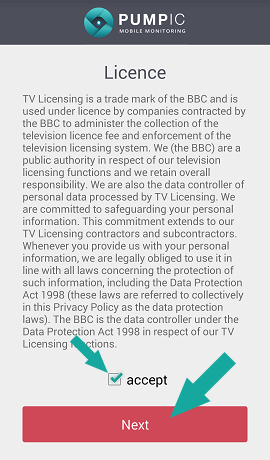 PUMPIC
MOBILE MONITORING
Licence
TV Licensing is a trade mark of the BBC and is
used under licence by companies contracted by
the BBC to administer the collection of the
television licence fee and enforcement of the
television licensing system. We (the BBC) are a
public authority in respect of our television
licensing functions and we retain overall
responsibility. We are also the data controller of
personal data processed by TV Licensing. We
are committed to safeguarding your personal
information. This commitment extends to our
TV Licensing contractors and subcontractors.
Whenever you provide us with your personal
information, we are legally obliged to use it in
line with all laws concerning the protection of
such information, including the Data Protection
Act 1998 (these laws are referred to collectively
in this Privacy Policy as the data protection
laws). The BBC is the data controller under the
Data Protection Act 1998 in respect of our TV
Licensing functions.
accept
Next